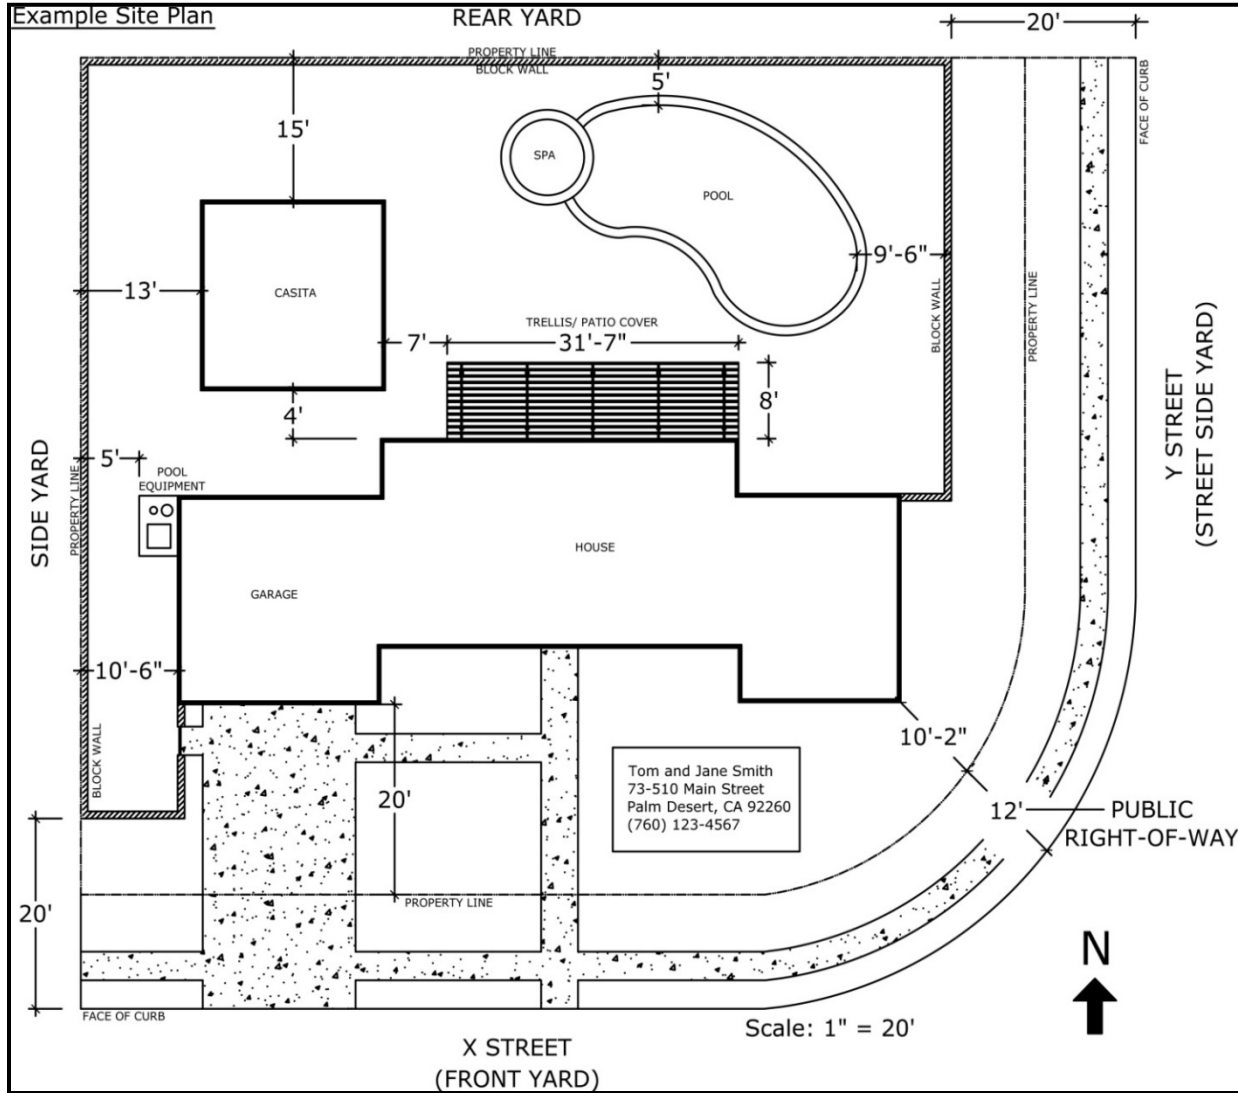 Example Site Plan
REAR YARD
20'
PROPERTY LINE
BLOCK WALL
5'
FACE OF CURB
15'
SPA
POOL
9'-6"
13'
CASITA
BLOCK WALL
PROPERTY LINE
TRELLIS/ PATIO COVER
7'
31'-7"
8'
4'
Y STREET
(STREET SIDE YARD)
SIDE YARD
PROPERTY LINE
5'
POOL
EQUIPMENT
HOUSE
GARAGE
10'-6"
BLOCK WALL
10'-2"
20'
Tom and Jane Smith
73-510 Main Street
Palm Desert, CA 92260
(760) 123-4567
12'
PUBLIC
RIGHT-OF-WAY
PROPERTY LINE
20'
N
FACE OF CURB
Scale: 1" = 20'
X STREET
(FRONT YARD)